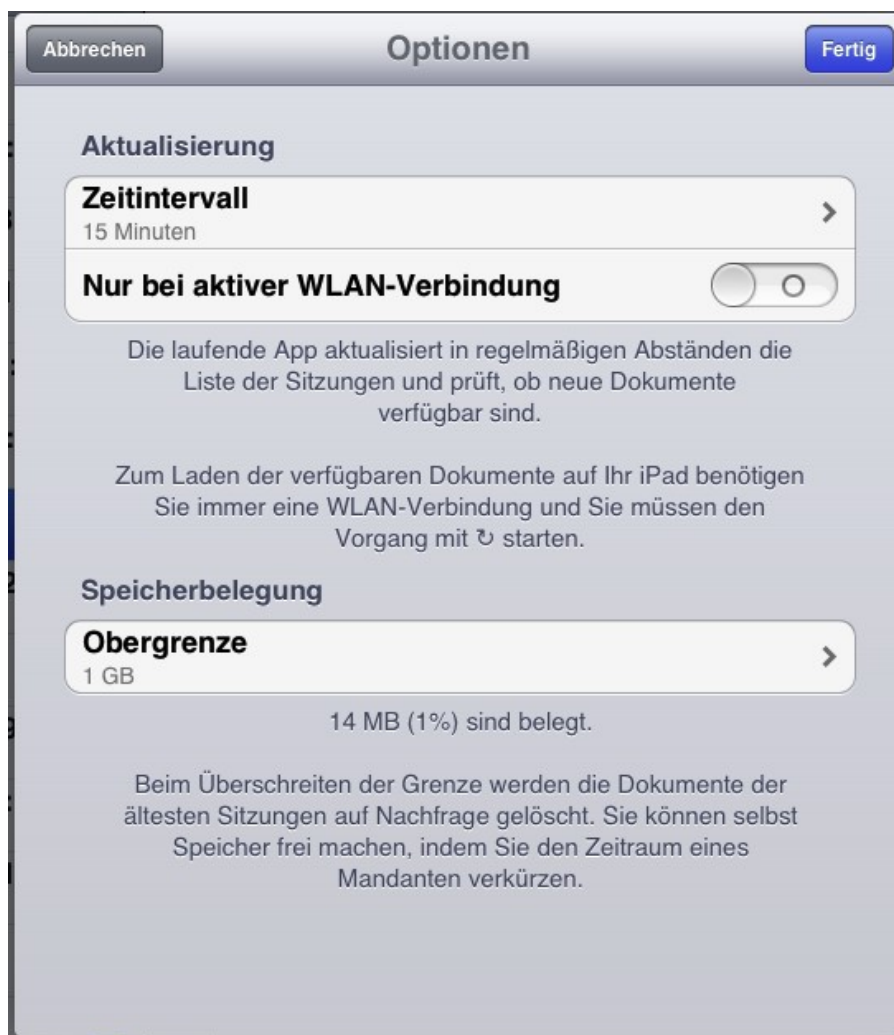 Abbrechen
Optionen
Fertig
Aktualisierung
Zeitintervall
15 Minuten
Nur bei aktiver WLAN-Verbindung
Die laufende App aktualisiert in regelmäßigen Abständen die
Liste der Sitzungen und prüft, ob neue Dokumente
verfügbar sind.
Zum Laden der verfügbaren Dokumente auf Ihr iPad benötigen
Sie immer eine WLAN-Verbindung und Sie müssen den
Vorgang mit ↻ starten.
Speicherbelegung
Obergrenze
1 GB
14 MB (1%) sind belegt.
Beim Überschreiten der Grenze werden die Dokumente der
ältesten Sitzungen auf Nachfrage gelöscht. Sie können selbst
Speicher frei machen, indem Sie den Zeitraum eines
Mandanten verkürzen.